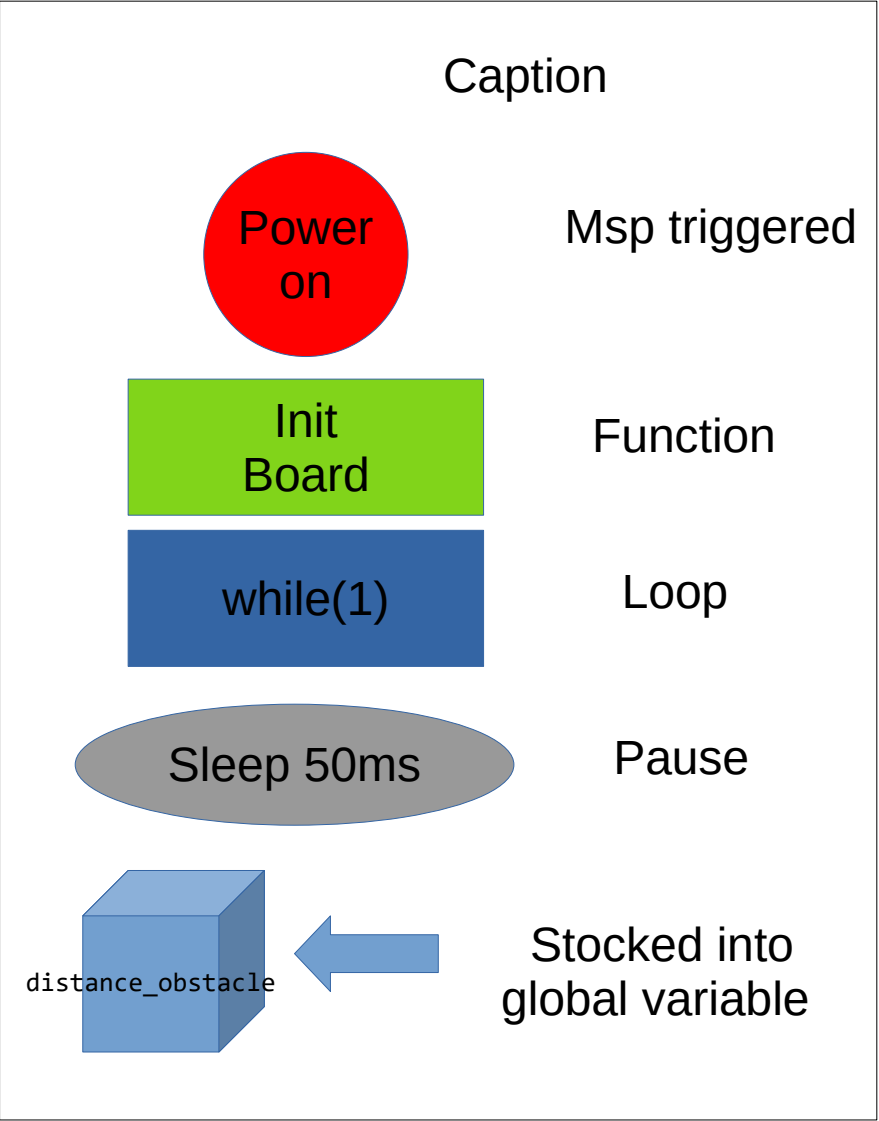 Caption
Power
on
Msp triggered
Init
Board
Function
while(1)
Loop
Sleep 50ms
Pause
distance_obstacle
Stocked into
global variable